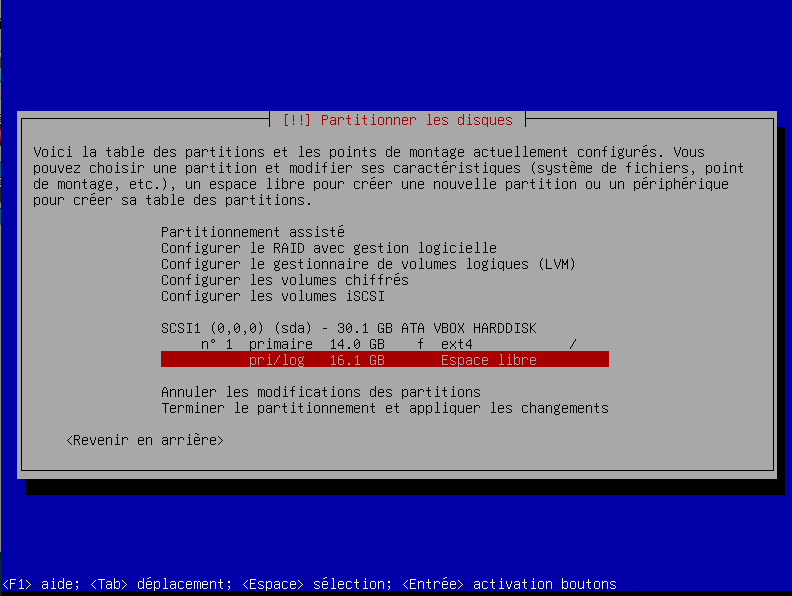 [!!] Partitionner les disques
Voici la table des partitions et les points de montage actuellement configurés. Vous
pouvez choisir une partition et modifier ses caractéristiques (système de fichiers, point
de montage, etc.), un espace libre pour créer une nouvelle partition ou un périphérique
pour créer sa table des partitions.
Partitionnement assisté
Configurer le RAID avec gestion logicielle
Configurer le gestionnaire de volumes logiques (LVM)
Configurer les volumes chiffrés
Configurer les volumes iSCSI
SCSI1 (0,0,0) (sda) - 30.1 GB ATA VBOX HARDDISK
n° 1 primaire 14.0 GB f ext4 /
pri/log 16.1 GB Espace libre
Annuler les modifications des partitions
Terminer le partitionnement et appliquer les changements
<Revenir en arrière>
<F1> aide; <Tab> déplacement; <Espace> sélection; <Entrée> activation boutons